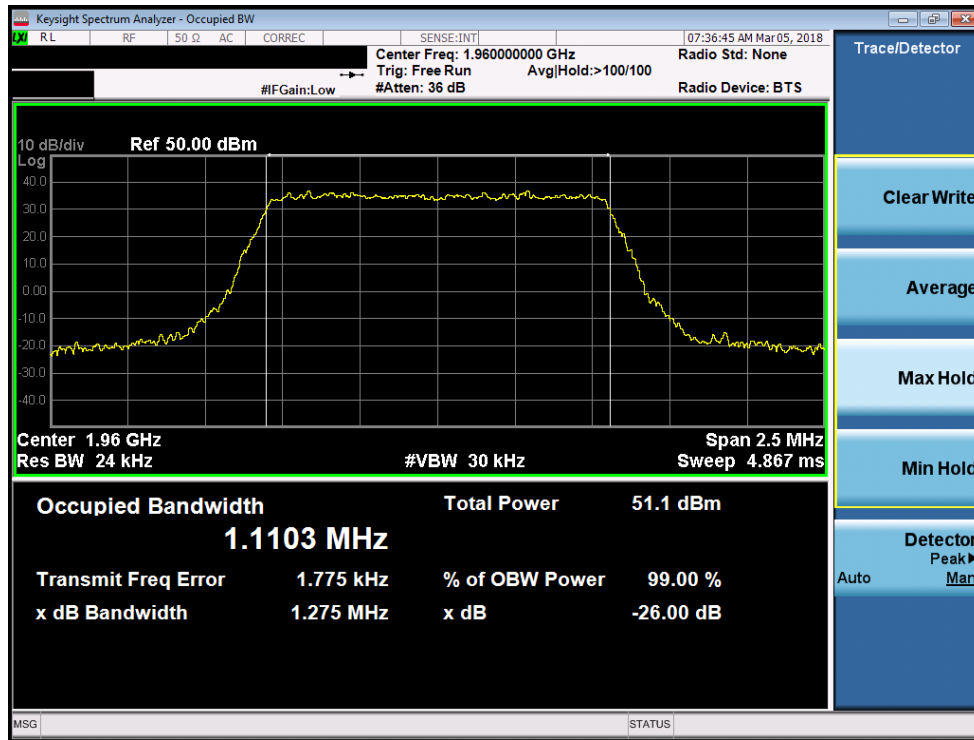 Keysight Spectrum Analyzer - Occupied BW
LXI RL RF 50 Ω AC CORREC SENSE:INT 07:36:45 AM Mar 05, 2018
Center Freq: 1.960000000 GHz Radio Std: None
Trig: Free Run Avg|Hold:>100/100
#IFGain:Low #Atten: 36 dB Radio Device: BTS
10 dB/div Ref 50.00 dBm
Log
40.0
30.0
20.0
10.0
0.00
-10.0
-20.0
-30.0
-40.0
Center 1.96 GHz Span 2.5 MHz
Res BW 24 kHz #VBW 30 kHz Sweep 4.867 ms
Occupied Bandwidth Total Power 51.1 dBm
1.1103 MHz
Transmit Freq Error 1.775 kHz % of OBW Power 99.00 %
x dB Bandwidth 1.275 MHz x dB -26.00 dB
MSG STATUS
Trace/Detector
Clear Write
Average
Max Hold
Min Hold
Detector
Peak▶
Auto Man